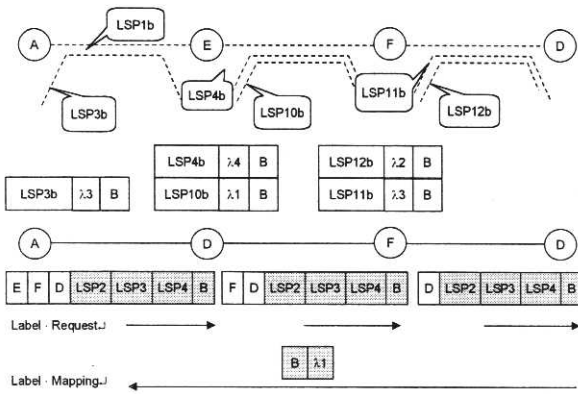 LSP1b
A E F D
LSP4b LSP11b
LSP3b LSP10b LSP12b
LSP4b λ4 B LSP12b λ2 B
LSP3b λ3 B LSP10b λ1 B LSP11b λ3 B
A D F D
E F D LSP2 LSP3 LSP4 B F D LSP2 LSP3 LSP4 B D LSP2 LSP3 LSP4 B
Label · Request↵
B λ1
Label · Mapping↵